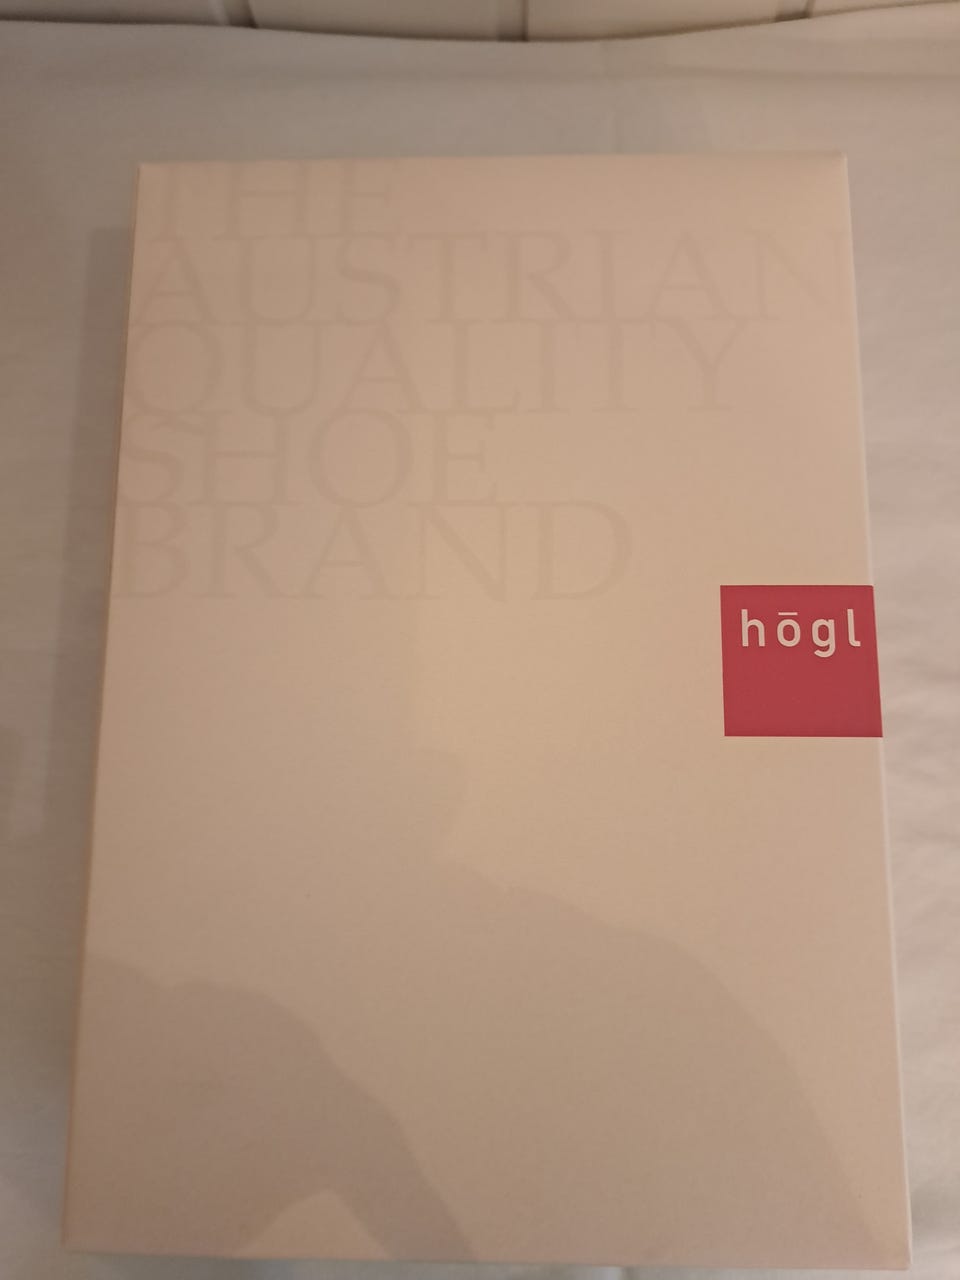 THE
AUSTRIAN
QUALITY
SHOE
BRAND
hōgl